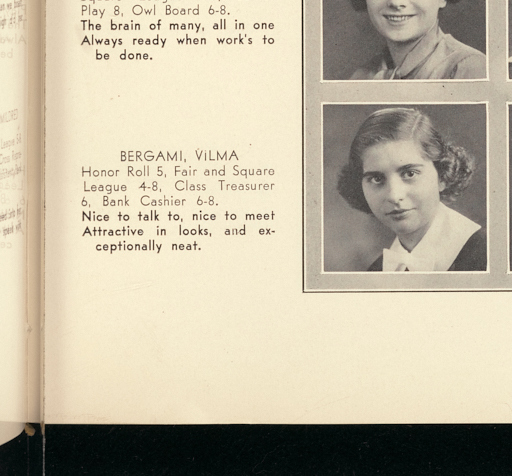 Play 8, Owl Board 6-8.
The brain of many, all in one
Always ready when work's to
be done.
BERGAMI, VILMA
Honor Roll 5, Fair and Square
League 4-8, Class Treasurer
6, Bank Cashier 6-8.
Nice to talk to, nice to meet
Attractive in looks, and ex-
ceptionally neat.